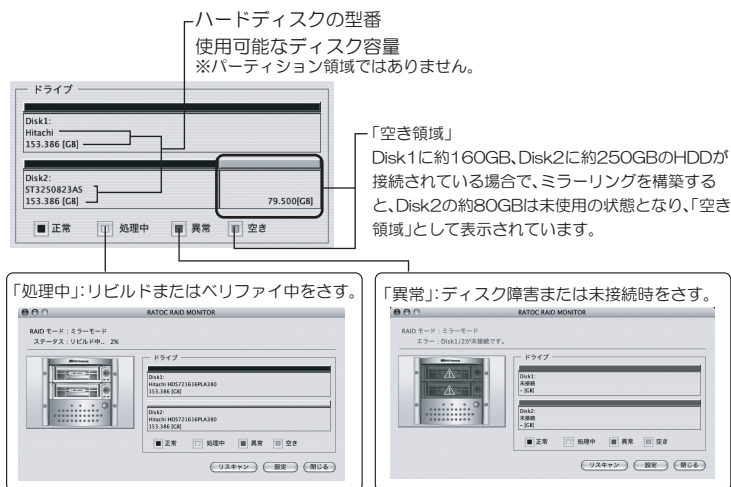 ハードディスクの型番
使用可能なディスク容量
※パーティション領域ではありません。
ドライブ
Disk1:
Hitachi
153.386 [GB]
Disk2:
ST3250823AS
153.386 [GB]
79.500[GB]
正常 処理中 異常 空き
「空き領域」
Disk1に約160GB、Disk2に約250GBのHDDが
接続されている場合で、ミラーリングを構築する
と、Disk2の約80GBは未使用の状態となり、「空き
領域」として表示されています。
「処理中」：リビルドまたはベリファイ中をさす。
RATOC RAID MONITOR
RAID モード：ミラーモード
ステータス：リビルド中.. 2%
ドライブ
Disk1:
Hitachi HDS721616PLA380
153.386 [GB]
Disk2:
Hitachi HDS721616PLA380
153.386 [GB]
正常 処理中 異常 空き
リスキャン 設定 閉じる
「異常」：ディスク障害または未接続時をさす。
RATOC RAID MONITOR
RAID モード：ミラーモード
エラー：Disk1/2が未接続です。
ドライブ
Disk1:
未接続
- [GB]
Disk2:
未接続
- [GB]
正常 処理中 異常 空き
リスキャン 設定 閉じる